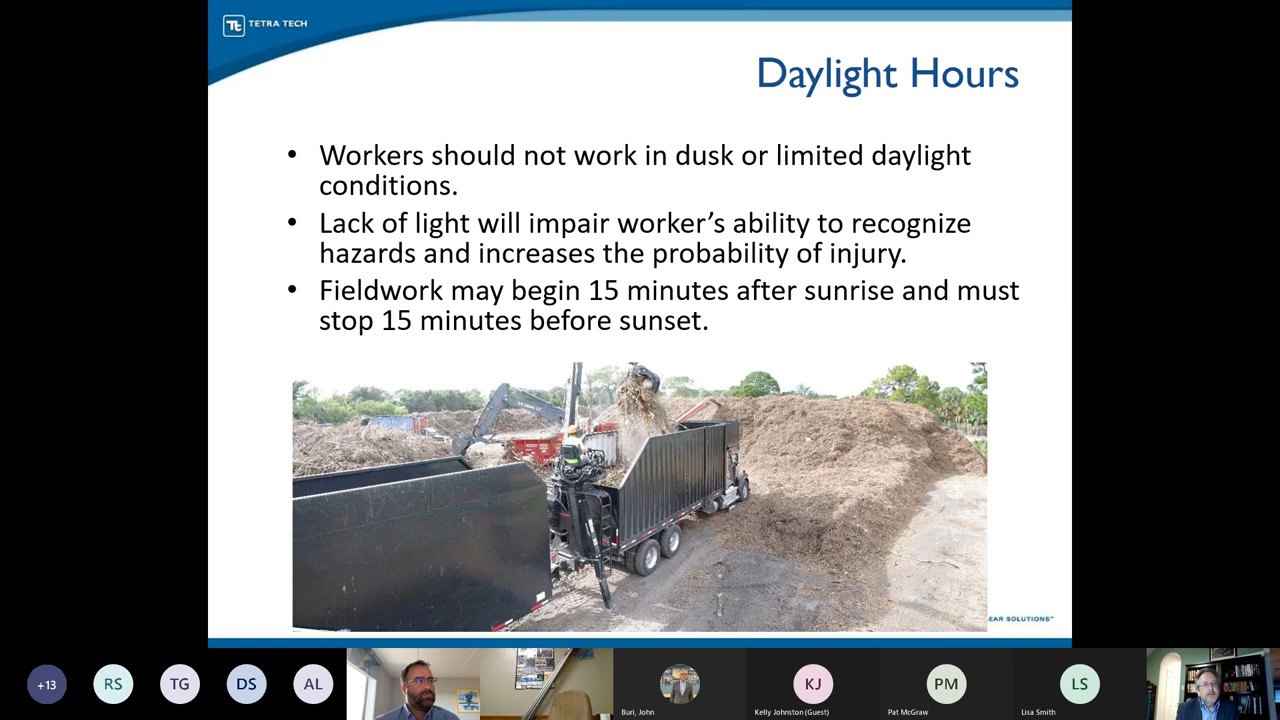 TETRA TECH
Daylight Hours
• Workers should not work in dusk or limited daylight
conditions.
• Lack of light will impair worker’s ability to recognize
hazards and increases the probability of injury.
• Fieldwork may begin 15 minutes after sunrise and must
stop 15 minutes before sunset.
EAR SOLUTIONS™
+13
RS
TG
DS
AL
Buri, John
KJ
Kelly Johnston (Guest)
PM
Pat McGraw
LS
Lisa Smith